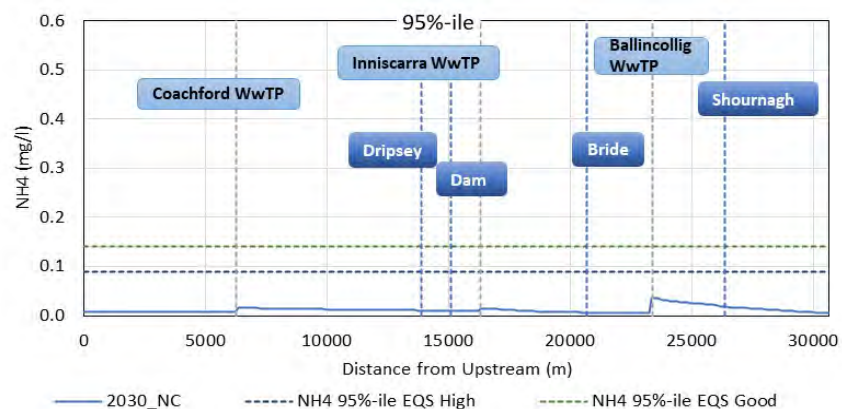 95%-ile
0.6
0.5
0.4
0.3
0.2
0.1
0.0
NH4 (mg/l)
Coachford WwTP
Inniscarra WwTP
Ballincollig
WwTP
Dripsey
Dam
Bride
Shournagh
0 5000 10000 15000 20000 25000 30000
Distance from Upstream (m)
2030_NC NH4 95%-ile EQS High NH4 95%-ile EQS Good